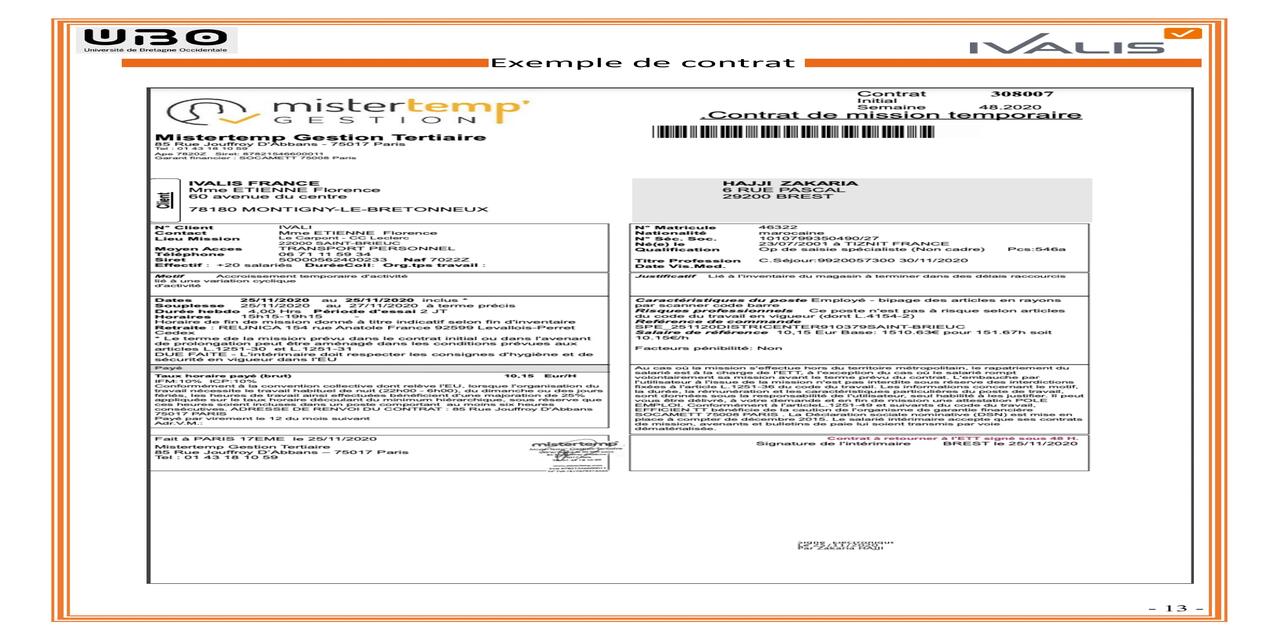 UBO
Université de Bretagne Occidentale
IVALIS
Exemple de contrat
mistertemp'
GESTION
Contrat 308007
Initial
Semaine 48.2020
Contrat de mission temporaire
Mistertemp Gestion Tertiaire
85 Rue Jouffroy D'Abbans - 75017 Paris
Tel : 01 43 18 10 59
Ape 7820Z Siret: 87821546600011
Garant financier : SOCAMETT 75008 Paris
Client
IVALIS FRANCE
Mme ETIENNE Florence
60 avenue du centre
78180 MONTIGNY-LE-BRETONNEUX
HAJJI ZAKARIA
6 RUE PASCAL
29200 BREST
N° Client IVALI
Contact Mme ETIENNE Florence
Lieu Mission Le Carpont - CC Leclerc
22000 SAINT-BRIEUC
Moyen Acces TRANSPORT PERSONNEL
Téléphone 06 71 11 59 34
Siret 50000562400233 Naf 7022Z
Effectif : +20 salariés DuréeColl: Org.tps travail :
N° Matricule 46322
Nationalité marocaine
N° Séc. Soc. 1010799350490/27
Né(e) le 23/07/2001 à TIZNIT FRANCE
Qualification Op de saisie spécialiste (Non cadre) Pcs:546a
Titre Profession C.Séjour:9920057300 30/11/2020
Date Vis.Med.
Motif Accroissement temporaire d'activité
lié à une variation cyclique
d'activité
Justificatif Lié à l'inventaire du magasin à terminer dans des délais raccourcis
Dates 25/11/2020 au 25/11/2020 inclus *
Souplesse 25/11/2020 au 27/11/2020 à terme précis
Durée hebdo 4,00 Hrs Période d'essai 2 JT
Horaires 15h15-19h15 -
Horaire de fin de mission donné à titre indicatif selon fin d'inventaire
Retraite : REUNICA 154 rue Anatole France 92599 Levallois-Perret
Cedex
* Le terme de la mission prévu dans le contrat initial ou dans l'avenant
de prolongation peut être aménagé dans les conditions prévues aux
articles L.1251-30 et L.1251-31
DUE FAITE - L'intérimaire doit respecter les consignes d'hygiène et de
sécurité en vigueur dans l'EU
Caractéristiques du poste Employé - bipage des articles en rayons
par scanner code barre
Risques professionnels Ce poste n'est pas à risque selon articles
du code du travail en vigueur (dont L.4154-2)
Reférence de commande
SPE_251120DISTRICENTER910379SAINT-BRIEUC
Salaire de référence 10,15 Eur Base: 1510.63€ pour 151.67h soit
10.15€/h
Facteurs pénibilité: Non
Payé
Taux horaire payé (brut) 10,15 Eur/H
IFM:10% ICP:10%
Conformément à la convention collective dont relève l'EU, lorsque l'organisation du
travail nécessite le travail habituel de nuit (22h00 - 6h00), du dimanche ou des jours
fériés, les heures de travail ainsi effectuées bénéficient d'une majoration de 25%
appliquée sur le taux horaire découlant du minimum hiérarchique, sous réserve que
ces heures soient incluses dans un poste comportant au moins six heures
consécutives. ADRESSE DE RENVOI DU CONTRAT : 85 Rue Jouffroy D'Abbans
75017 PARIS
Payé par virement le 12 du mois suivant
Adr.V.M.:
Au cas où la mission s'effectue hors du territoire métropolitain, le rapatriement du
salarié est à la charge de l'ETT, à l'exception du cas où le salarié rompt
volontairement sa mission avant le terme prévu du contrat. L'embauche par
l'utilisateur à l'issue de la mission n'est pas interdite sous réserve des interdictions
fixées à l'article L.1251-36 du code du travail. Les informations concernant le motif,
la durée, la rémunération et les caractéristiques particulières du poste de travail,
sont données sous la responsabilité de l'utilisateur, seul habilité à les justifier. Il peut
vous être délivré, à votre demande et en fin de mission une attestation POLE
EMPLOI. Conformément à l'articleL.1251-49 et suivants du code du travail,
EFFICIEN TT bénéficie de la caution de l'organisme de garantie financière
SOCAMETT 75008 PARIS . La Déclaration sociale nominative (DSN) est mise en
place à compter de décembre 2015. Le salarié intérimaire accepte que ses contrats
de mission, avenants et bulletins de paie lui soient transmis par voie
dématérialisée.
Fait à PARIS 17EME le 25/11/2020
Mistertemp Gestion Tertiaire
85 Rue Jouffroy D'Abbans - 75017 Paris
Tel : 01 43 18 10 59
mistertemp'
Contrat à retourner à l'ETT signé sous 48 H.
Signature de l'intérimaire BREST le 25/11/2020
Par Zakaria HAJJI
- 13 -